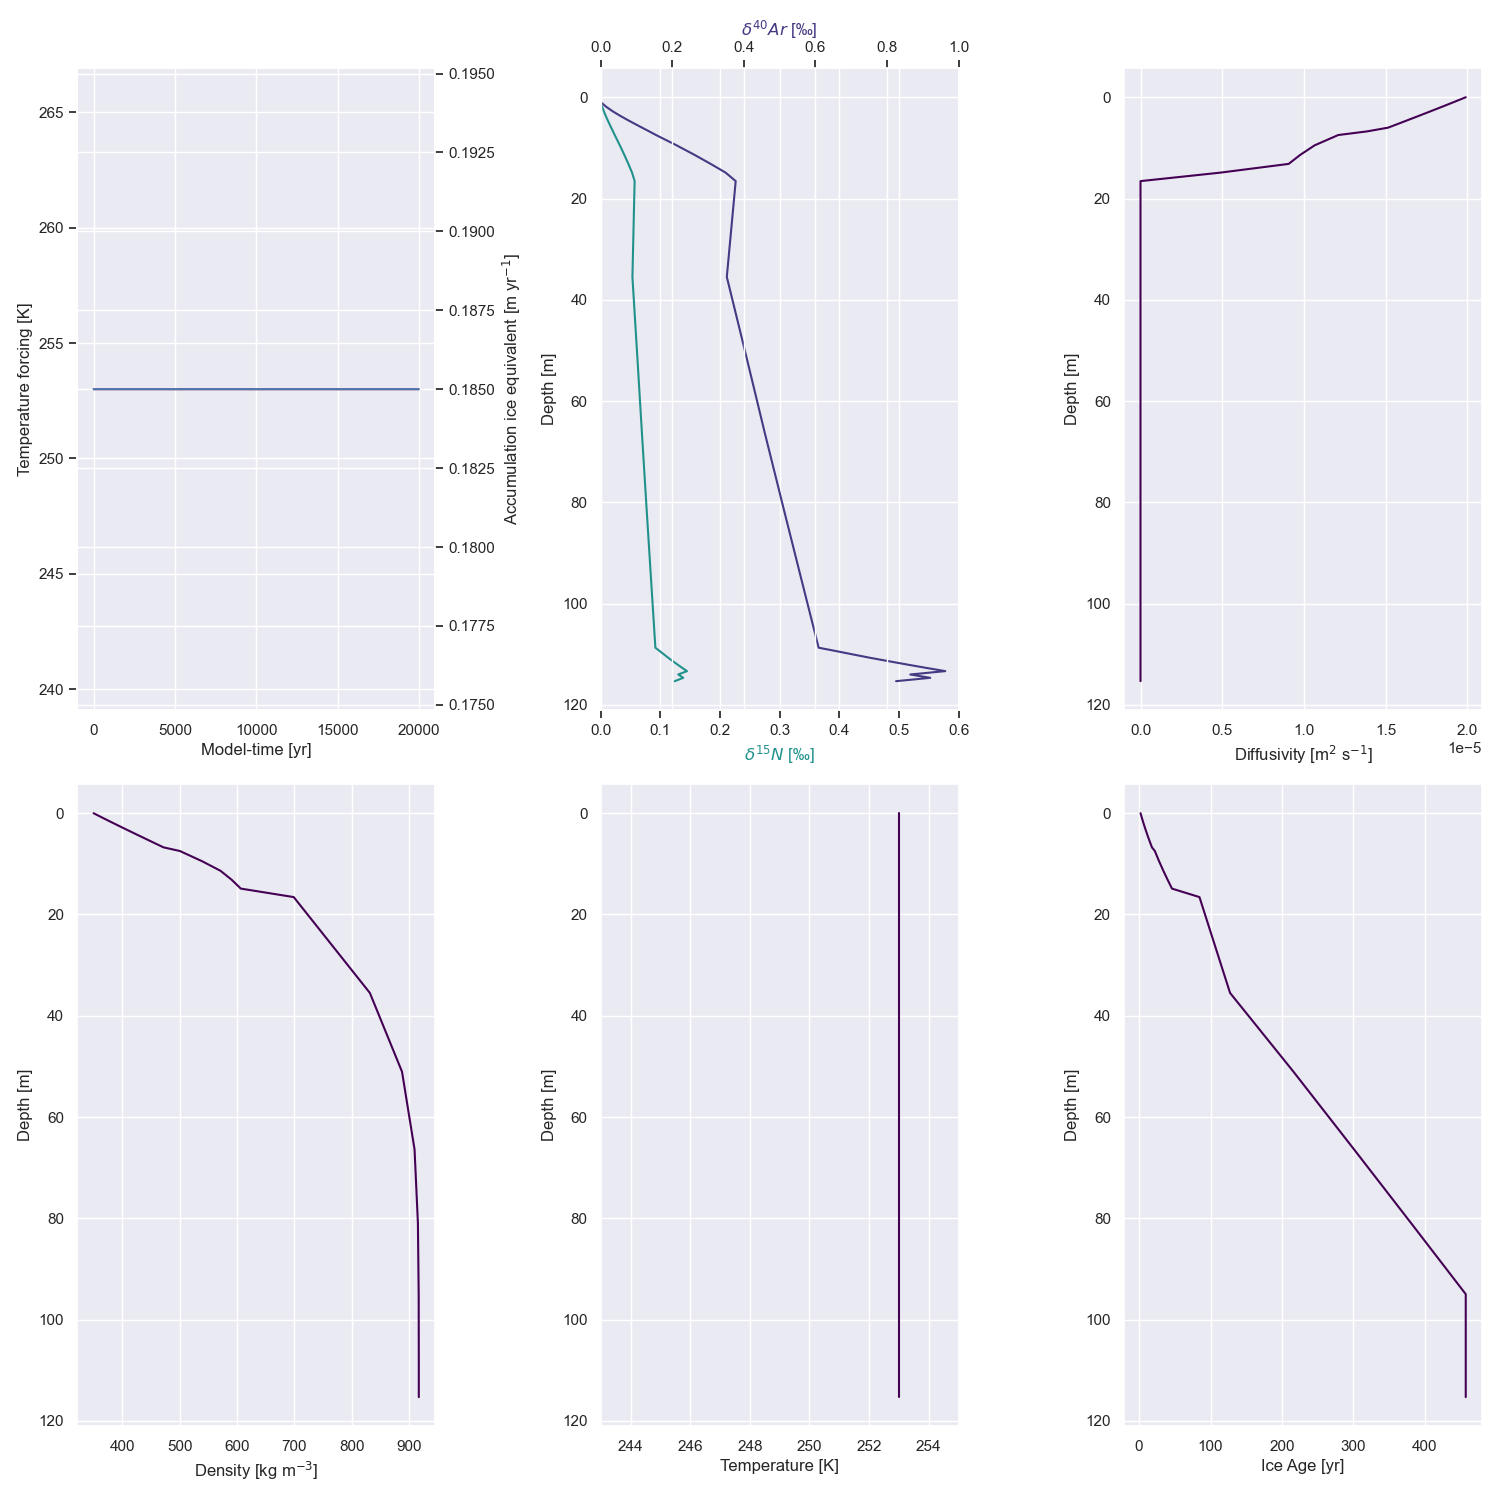 δ⁴⁰Ar [‰]
0.0 0.2 0.4 0.6 0.8 1.0
265
260
255
250
245
240
Temperature forcing [K]
0.1950
0.1925
0.1900
0.1875
0.1850
0.1825
0.1800
0.1775
0.1750
Accumulation ice equivalent [m yr⁻¹]
0 5000 10000 15000 20000
Model-time [yr]
0
20
40
60
80
100
120
Depth [m]
0.0 0.1 0.2 0.3 0.4 0.5 0.6
δ¹⁵N [‰]
0
20
40
60
80
100
120
Depth [m]
0.0 0.5 1.0 1.5 2.0
1e−5
Diffusivity [m² s⁻¹]
0
20
40
60
80
100
120
Depth [m]
400 500 600 700 800 900
Density [kg m⁻³]
0
20
40
60
80
100
120
Depth [m]
244 246 248 250 252 254
Temperature [K]
0
20
40
60
80
100
120
Depth [m]
0 100 200 300 400
Ice Age [yr]